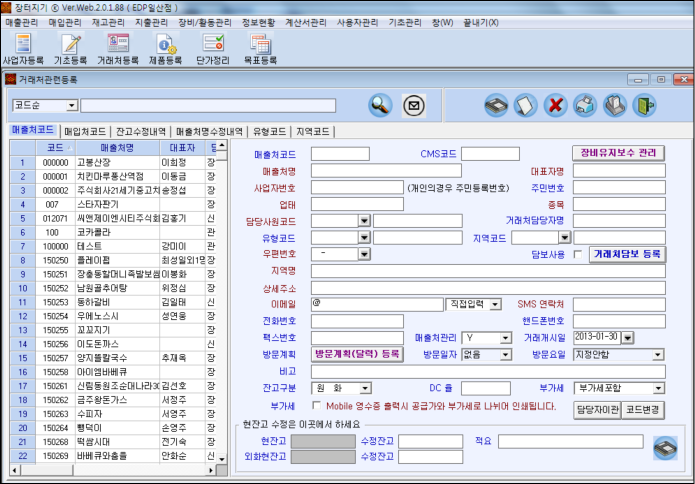 장터지기 ® Ver.Web.2.0.1.88 ( EDP일산점 )
매출관리 매입관리 재고관리 지출관리 장비/활동관리 정보현황 계산서관리 사용자관리 기초관리 창(W) 끝내기(X)
사업자등록 기초등록 거래처등록 제품등록 단가정리 목표등록
거래처관련등록
코드순
매출처코드 매입처코드 잔고수정내역 매출처명수정내역 유형코드 지역코드
코드 매출처명 대표자
1 000000 고봉산장 이희정 장
2 000001 치킨마루풍산역점 이동금 장
3 000002 주식회사21세기중고차 송정섭 장
4 007 스타자판기 장
5 012071 씨앤제이엔시티주식회 김홍기 신
6 100 코카콜라 관
7 100000 테스트 강미미 관
8 150250 플레이젭 최성일외1명 장
9 150251 장충동할머니족발보쌈 이봉화 장
10 150252 남원골추어탕 위정심 장
11 150253 동하갈비 김일태 신
12 150254 우에노스시 성연웅 장
13 150255 꼬꼬지기 장
14 150256 이도돈까스 신
15 150257 양지뜰칼국수 추재옥 장
16 150258 아이엠바베큐 장
17 150261 신림동원조순대나라 김선호 장
18 150262 금주왕돈가스 서정주 장
19 150263 수피자 서영주 장
20 150264 뻥덕이 손영주 장
21 150268 떡쌈시대 전기숙 장
22 150269 바베큐와출출 안화순 신
매출처코드 CMS코드 장비유지보수 관리
매출처명 대표자명
사업자번호 (개인의경우 주민등록번호) 주민번호
업태 종목
담당사원코드 거래처담당자명
유형코드 지역코드
우편번호 - 담보사용 거래처담보 등록
지역명
상세주소
이메일 @ 직접입력 SMS 연락처
전화번호 핸드폰번호
팩스번호 매출처관리 Y 거래개시일 2013-01-30
방문계획 방문계획(달력) 등록 방문일자 없음 방문요일 지정안함
비고
잔고구분 원 화 DC 율 부가세 부가세포함
부가세 Mobile 영수증 출력시 공급가와 부가세로 나뉘어 인쇄됩니다. 담당자이관 코드변경
현잔고 수정은 이곳에서 하세요
현잔고 수정잔고 적요
외화현잔고 수정잔고